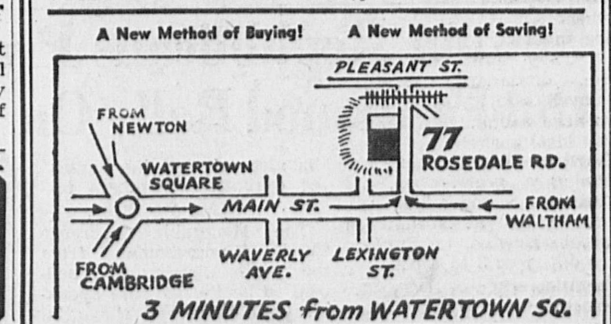 A New Method of Buying! A New Method of Saving!
PLEASANT ST.
FROM
NEWTON
77
ROSEDALE RD.
WATERTOWN
SQUARE
MAIN ST.
FROM
WALTHAM
WAVERLY
AVE.
LEXINGTON
ST.
FROM
CAMBRIDGE
3 MINUTES from WATERTOWN SQ.